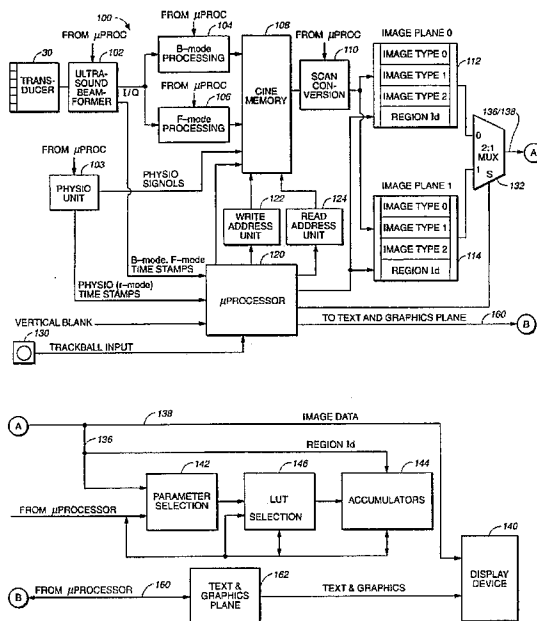 100
FROM µPROC
104
108
FROM µPROC
102
B-mode
PROCESSING
FROM µPROC
110
IMAGE PLANE 0
30
TRANS-
DUCER
ULTRA-
SOUND
BEAM-
FORMER
I/Q
FROM µPROC
106
F-mode
PROCESSING
CINE
MEMORY
SCAN
CONVER-
SION
IMAGE TYPE 0
IMAGE TYPE 1
IMAGE TYPE 2
REGION Id
112
136/138
0
2:1
MUX
1
S
A
132
FROM µPROC
103
PHYSIO
UNIT
PHYSIO
SIGNOLS
122
124
WRITE
ADDRESS
UNIT
READ
ADDRESS
UNIT
IMAGE PLANE 1
IMAGE TYPE 0
IMAGE TYPE 1
IMAGE TYPE 2
REGION Id
114
B-mode, F-mode
TIME STAMPS
120
PHYSIO (r-mode)
TIME STAMPS
µPROCESSOR
VERTICAL BLANK
TO TEXT AND GRAPHICS PLANE
160
B
130
TRACKBALL INPUT
A
138
IMAGE DATA
136
REGION Id
142
146
144
PARAMETER
SELECTION
LUT
SELECTION
ACCUMULATORS
FROM µPROCESSOR
140
DISPLAY
DEVICE
B
FROM µPROCESSOR
160
162
TEXT &
GRAPHICS
PLANE
TEXT & GRAPHICS